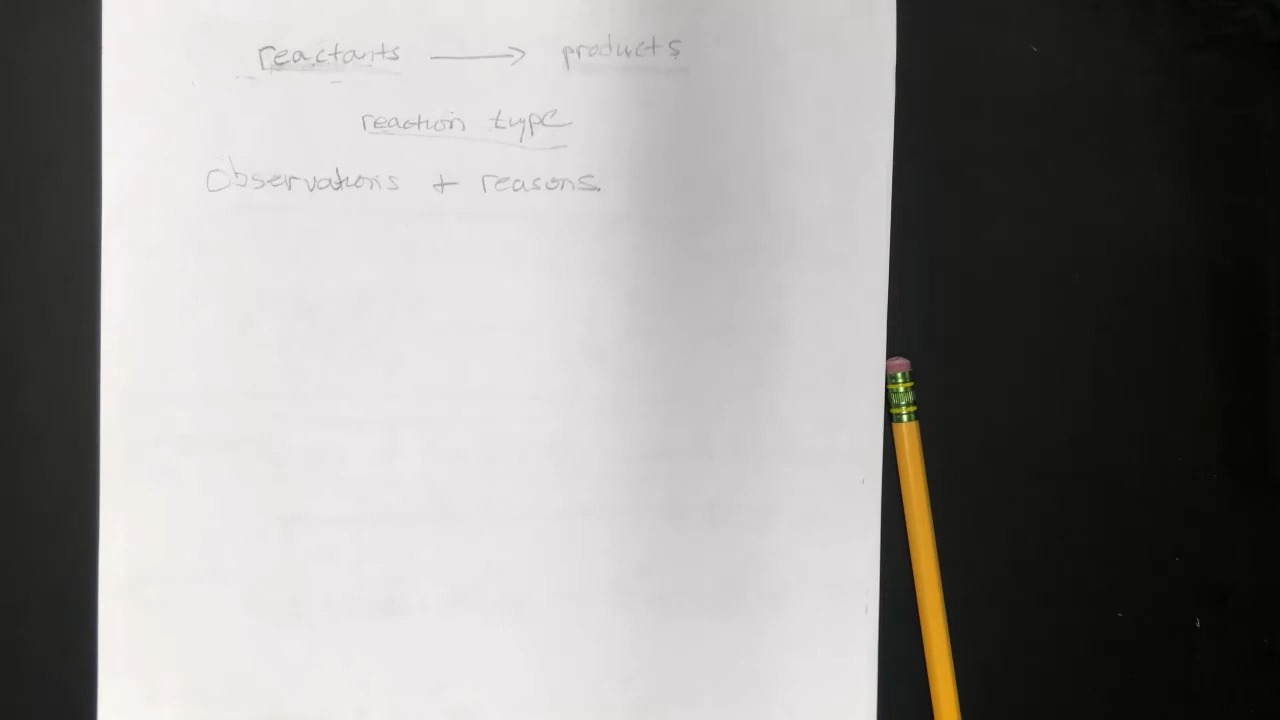 reactants ⟶ products
reaction type
Observations + reasons.